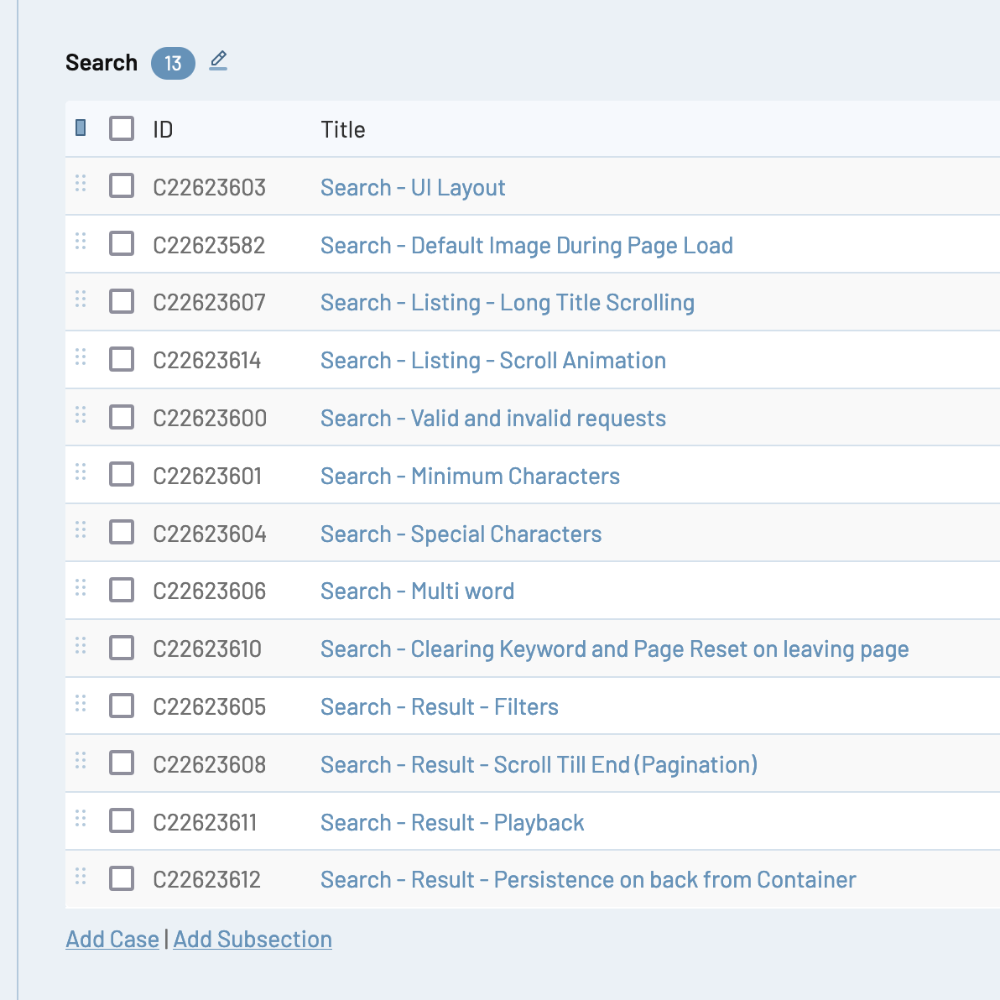 Search 13
ID Title
C22623603 Search - UI Layout
C22623582 Search - Default Image During Page Load
C22623607 Search - Listing - Long Title Scrolling
C22623614 Search - Listing - Scroll Animation
C22623600 Search - Valid and invalid requests
C22623601 Search - Minimum Characters
C22623604 Search - Special Characters
C22623606 Search - Multi word
C22623610 Search - Clearing Keyword and Page Reset on leaving page
C22623605 Search - Result - Filters
C22623608 Search - Result - Scroll Till End (Pagination)
C22623611 Search - Result - Playback
C22623612 Search - Result - Persistence on back from Container
Add Case | Add Subsection